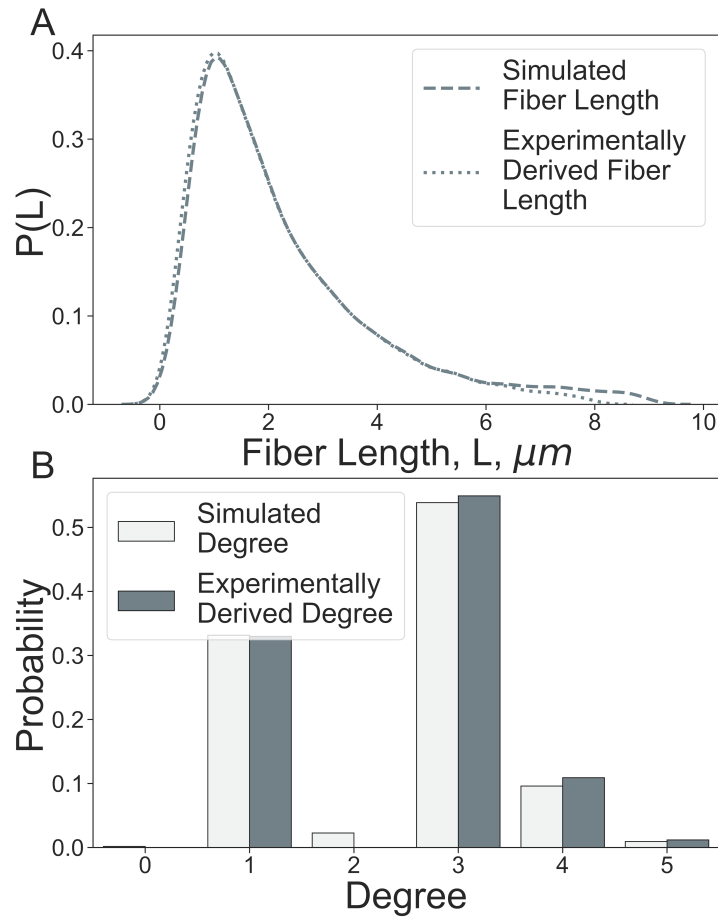 A
0.4
0.3
0.2
0.1
0.0
P(L)
Simulated
Fiber Length
Experimentally
Derived Fiber
Length
0 2 4 6 8 10
Fiber Length, L, μm
B
0.5
0.4
0.3
0.2
0.1
0.0
Probability
Simulated
Degree
Experimentally
Derived Degree
0 1 2 3 4 5
Degree